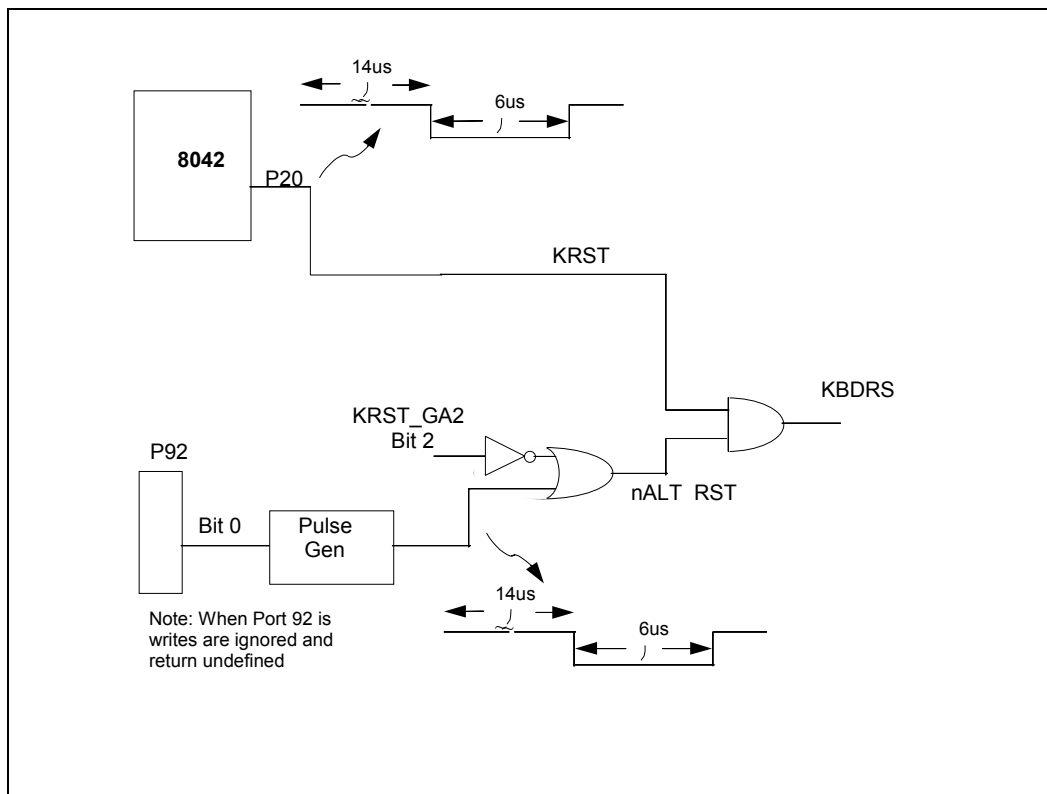 14us
6us
8042
P20
KRST
KBDRS
KRST_GA2
Bit 2
P92
nALT RST
Bit 0
Pulse
Gen
14us
6us
Note: When Port 92 is
writes are ignored and
return undefined